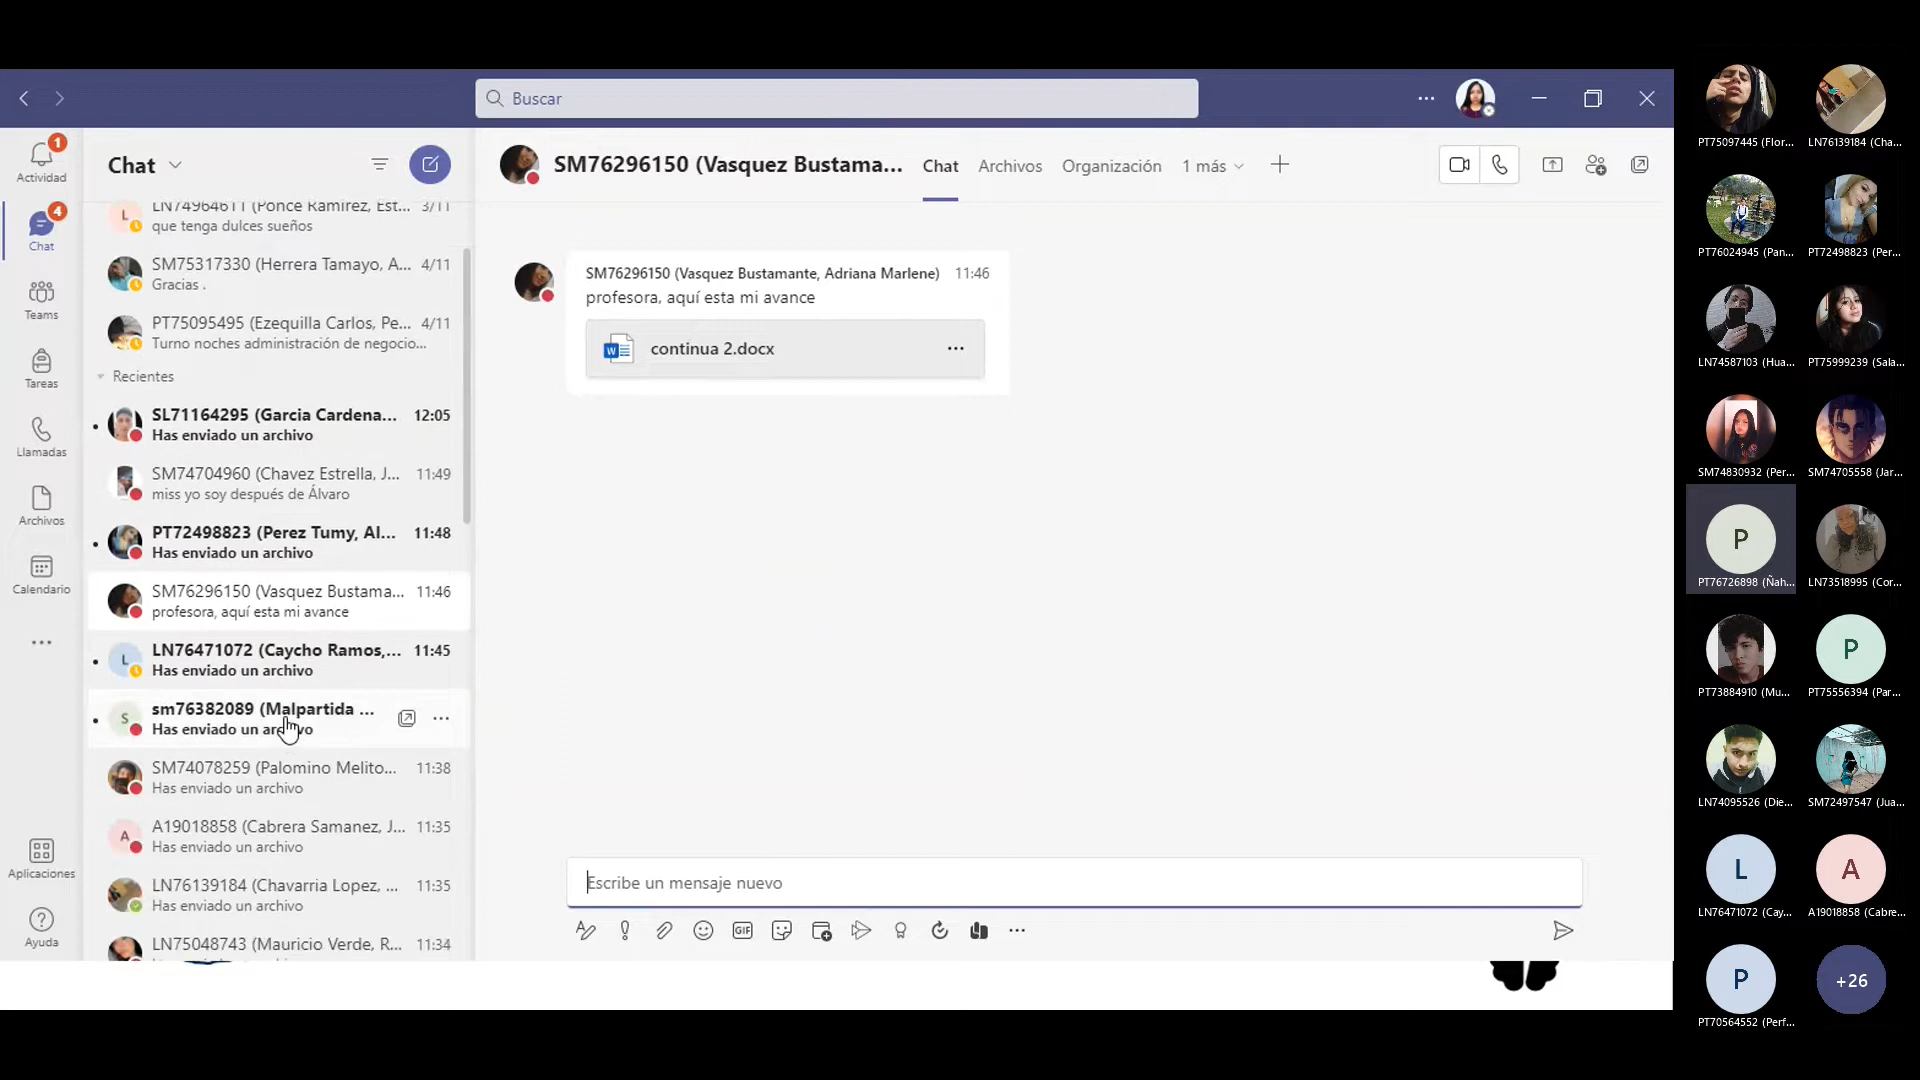 Buscar
Actividad
1
Chat
4
Teams
Tareas
Llamadas
Archivos
Calendario
Aplicaciones
Ayuda
Chat
LN74964611 (Ponce Ramirez, Est... 3/11
que tenga dulces sueños
SM75317330 (Herrera Tamayo, A... 4/11
Gracias .
PT75095495 (Ezequilla Carlos, Pe... 4/11
Turno noches administración de negocio...
Recientes
SL71164295 (Garcia Cardena... 12:05
Has enviado un archivo
SM74704960 (Chavez Estrella, J... 11:49
miss yo soy después de Álvaro
PT72498823 (Perez Tumy, Al... 11:48
Has enviado un archivo
SM76296150 (Vasquez Bustama... 11:46
profesora, aquí esta mi avance
LN76471072 (Caycho Ramos,... 11:45
Has enviado un archivo
sm76382089 (Malpartida ...
Has enviado un archivo
SM74078259 (Palomino Melito... 11:38
Has enviado un archivo
A19018858 (Cabrera Samanez, J... 11:35
Has enviado un archivo
LN76139184 (Chavarria Lopez, ... 11:35
Has enviado un archivo
LN75048743 (Mauricio Verde, R... 11:34
SM76296150 (Vasquez Bustama... Chat Archivos Organización 1 más
SM76296150 (Vasquez Bustamante, Adriana Marlene) 11:46
profesora, aquí esta mi avance
continua 2.docx
Escribe un mensaje nuevo
GIF
PT75097445 (Flor... LN76139184 (Cha...
PT76024945 (Pan... PT72498823 (Per...
LN74587103 (Hua... PT75999239 (Sala...
SM74830932 (Per... SM74705558 (Jar...
P
PT76726898 (Ñah... LN73518995 (Cor...
P
PT73884910 (Mu... PT75556394 (Par...
LN74095526 (Die... SM72497547 (Jua...
L A
LN76471072 (Cay... A19018858 (Cabre...
P +26
PT70564552 (Perf...